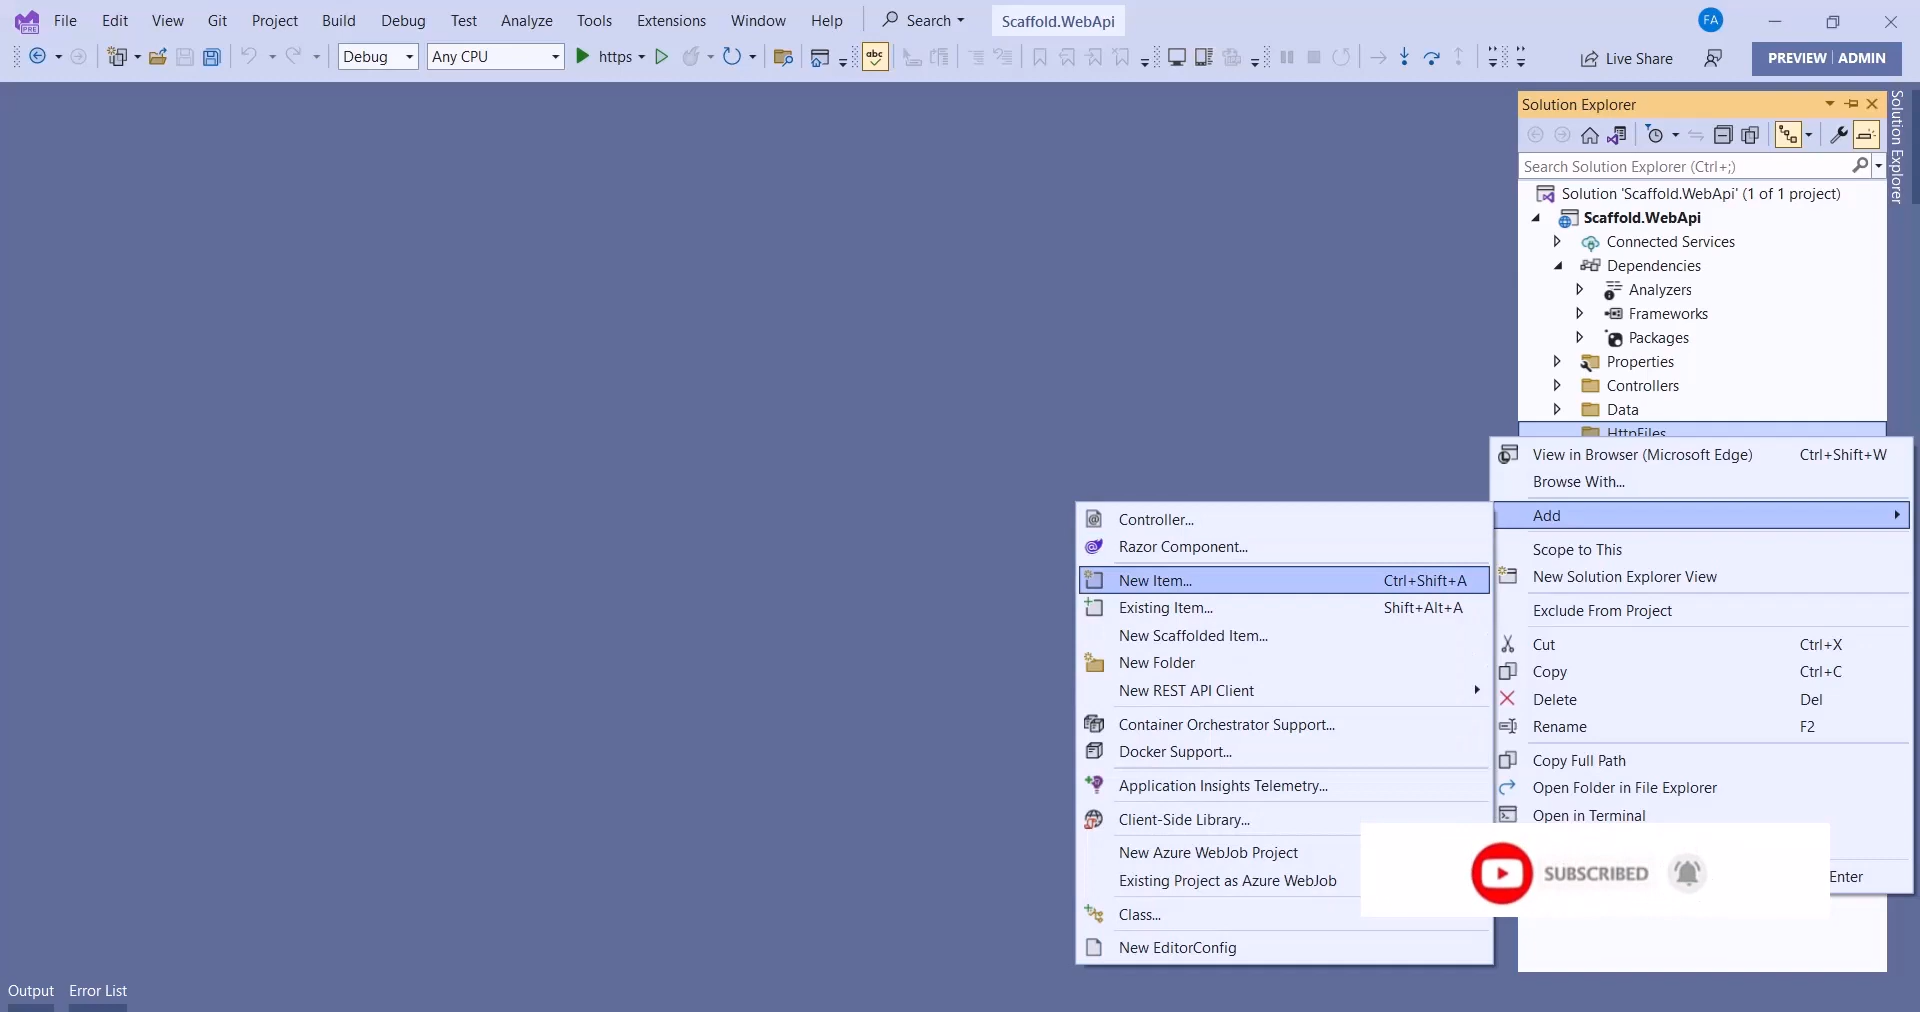 File Edit View Git Project Build Debug Test Analyze Tools Extensions Window Help Search Scaffold.WebApi FA
PRE
Debug Any CPU https abc Live Share PREVIEW ADMIN
Solution Explorer
Solution Explorer
Search Solution Explorer (Ctrl+;)
Solution 'Scaffold.WebApi' (1 of 1 project)
Scaffold.WebApi
Connected Services
Dependencies
Analyzers
Frameworks
Packages
Properties
Controllers
Data
HttpFiles
View in Browser (Microsoft Edge) Ctrl+Shift+W
Browse With...
Add
Scope to This
New Solution Explorer View
Exclude From Project
Cut Ctrl+X
Copy Ctrl+C
Delete Del
Rename F2
Copy Full Path
Open Folder in File Explorer
Open in Terminal
Enter
Controller...
Razor Component...
New Item... Ctrl+Shift+A
Existing Item... Shift+Alt+A
New Scaffolded Item...
New Folder
New REST API Client
Container Orchestrator Support...
Docker Support...
Application Insights Telemetry...
Client-Side Library...
New Azure WebJob Project
Existing Project as Azure WebJob
Class...
New EditorConfig
SUBSCRIBED
Output Error List